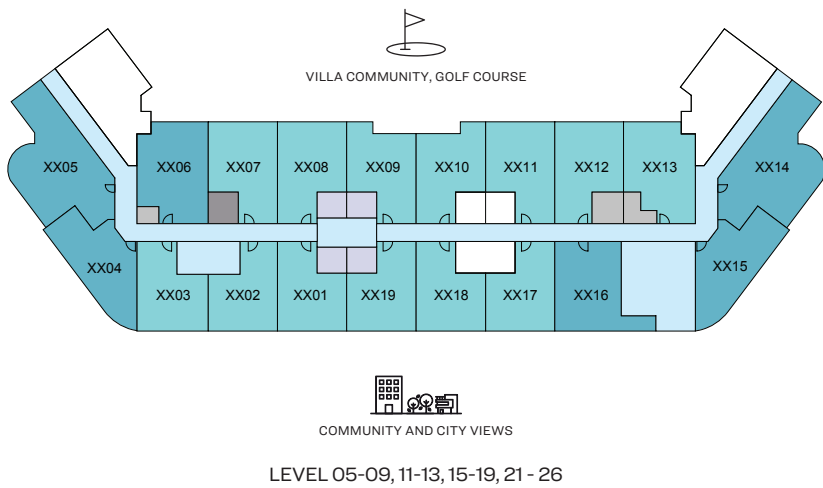 VILLA COMMUNITY, GOLF COURSE
XX05
XX06
XX07
XX08
XX09
XX10
XX11
XX12
XX13
XX14
XX04
XX03
XX02
XX01
XX19
XX18
XX17
XX16
XX15
COMMUNITY AND CITY VIEWS
LEVEL 05-09, 11-13, 15-19, 21 - 26